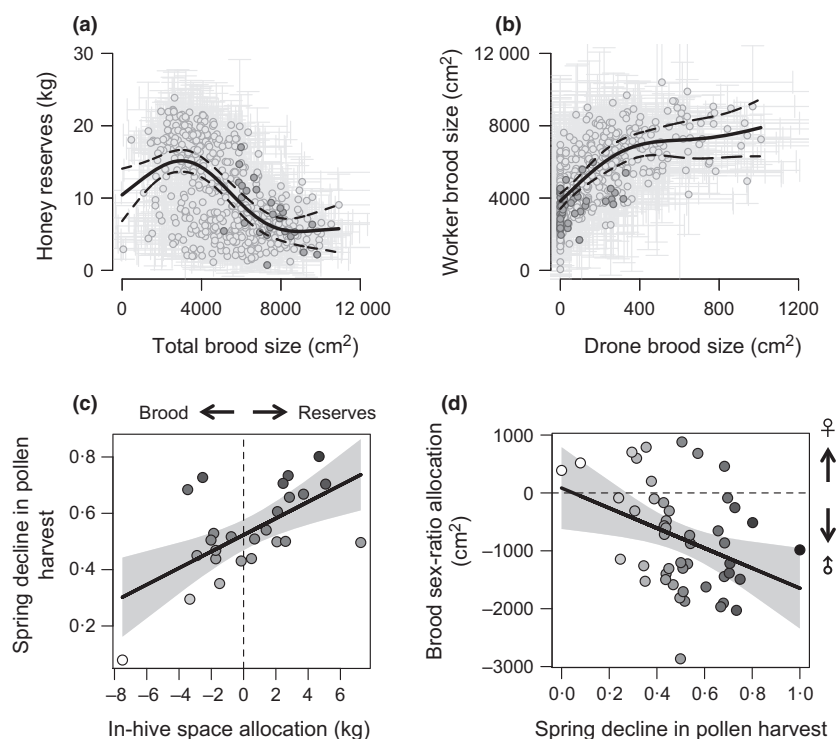 (a)
30
20
10
0
Honey reserves (kg)
0
4000
8000
12 000
Total brood size (cm²)
(b)
12 000
8000
4000
0
Worker brood size (cm²)
0
400
800
1200
Drone brood size (cm²)
(c)
Brood
Reserves
0·8
0·6
0·4
0·2
Spring decline in pollen
harvest
–8
–6
–4
–2
0
2
4
6
In-hive space allocation (kg)
(d)
1000
0
–1000
–2000
–3000
Brood sex-ratio allocation
(cm²)
♀
♂
0·0
0·2
0·4
0·6
0·8
1·0
Spring decline in pollen harvest